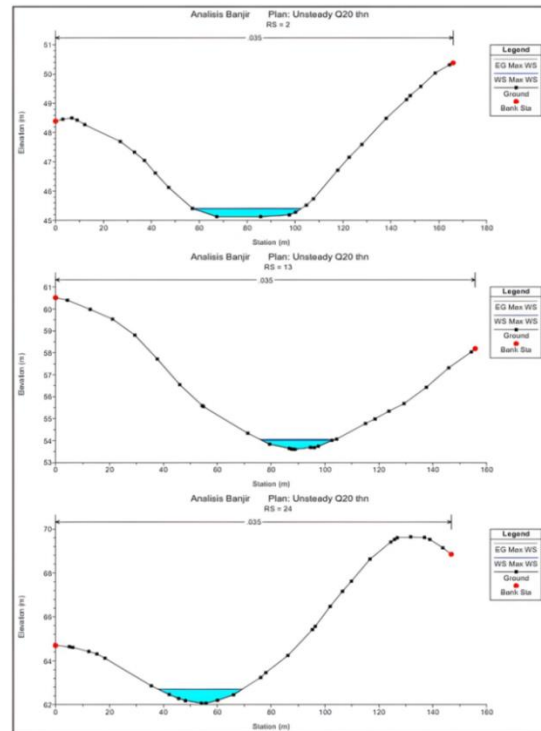 Analisis Banjir Plan: Unsteady Q20 thn
RS = 2
.035
Elevation (m)
51
50
49
48
47
46
45
0 20 40 60 80 100 120 140 160 180
Station (m)
Legend
EG Max WS
WS Max WS
Ground
Bank Sta
Analisis Banjir Plan: Unsteady Q20 thn
RS = 13
.035
Elevation (m)
61
60
59
58
57
56
55
54
53
0 20 40 60 80 100 120 140 160
Station (m)
Legend
EG Max WS
WS Max WS
Ground
Bank Sta
Analisis Banjir Plan: Unsteady Q20 thn
RS = 24
.035
Elevation (m)
70
68
66
64
62
0 20 40 60 80 100 120 140 160
Station (m)
Legend
EG Max WS
WS Max WS
Ground
Bank Sta